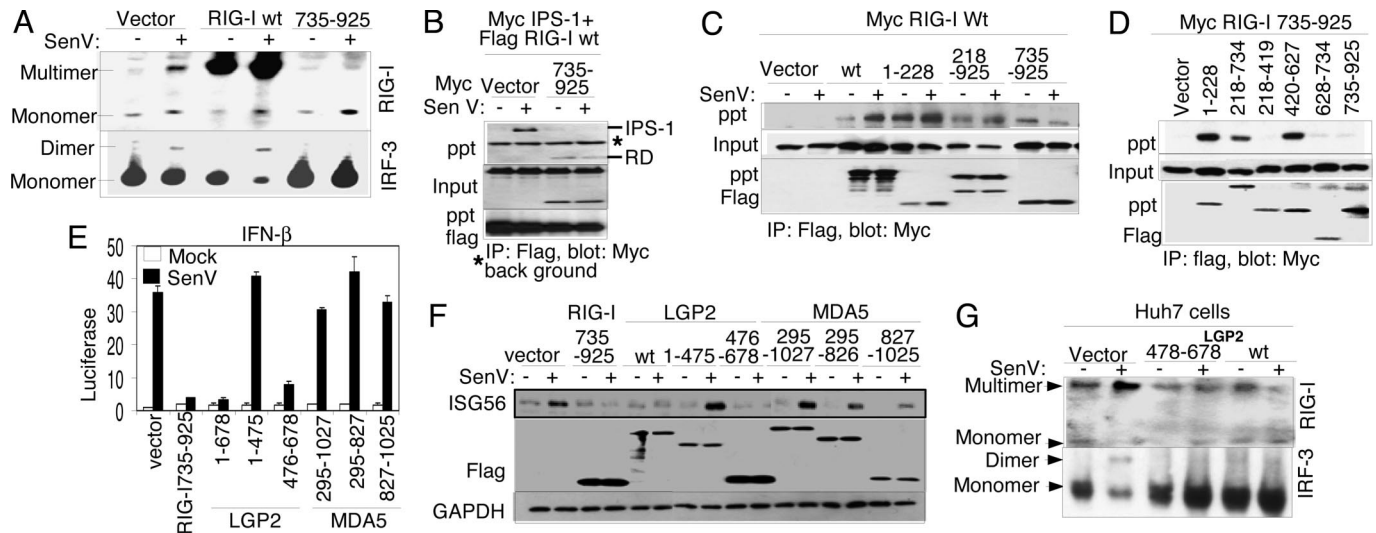 A
Vector RIG-I wt 735-925
SenV: - + - + - +
Multimer
Monomer
RIG-I
Dimer
Monomer
IRF-3
B
Myc IPS-1+
Flag RIG-I wt
Myc Vector 735-925
Sen V: - + - +
IPS-1
*
ppt
RD
Input
ppt
flag
IP: Flag, blot: Myc
* back ground
C
Myc RIG-I Wt
Vector wt 1-228 218-925 735-925
SenV: - + - + - + - + - +
ppt
Input
ppt
Flag
IP: Flag, blot: Myc
D
Myc RIG-I 735-925
Vector 1-228 218-734 218-419 420-627 628-734 735-925
ppt
Input
ppt
Flag
IP: flag, blot: Myc
E
IFN-β
Luciferase
50
40
30
20
10
0
Mock
SenV
vector RIG-I735-925 1-678 1-475 476-678 295-1027 295-827 827-1025
LGP2 MDA5
F
RIG-I LGP2 MDA5
vector 735-925 wt 1-475 476-678 295-1027 295-826 827-1025
SenV: - + - + - + - + - + - + - + - +
ISG56
Flag
GAPDH
G
Huh7 cells
LGP2
Vector 478-678 wt
SenV: - + - + - +
Multimer
Monomer
RIG-I
Dimer
Monomer
IRF-3